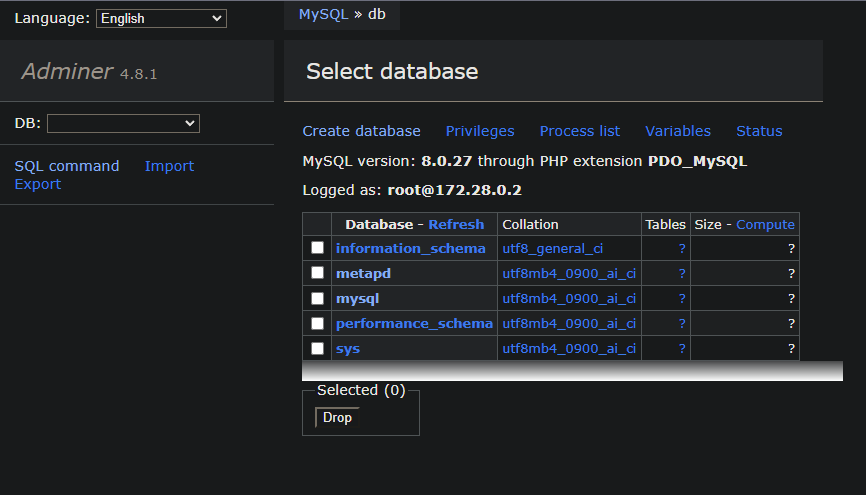 Language: English
MySQL » db
Adminer 4.8.1
Select database
DB:
Create database Privileges Process list Variables Status
SQL command Import
Export
MySQL version: 8.0.27 through PHP extension PDO_MySQL
Logged as: root@172.28.0.2
Database - Refresh Collation Tables Size - Compute
information_schema utf8_general_ci ? ?
metapd utf8mb4_0900_ai_ci ? ?
mysql utf8mb4_0900_ai_ci ? ?
performance_schema utf8mb4_0900_ai_ci ? ?
sys utf8mb4_0900_ai_ci ? ?
Selected (0)
Drop